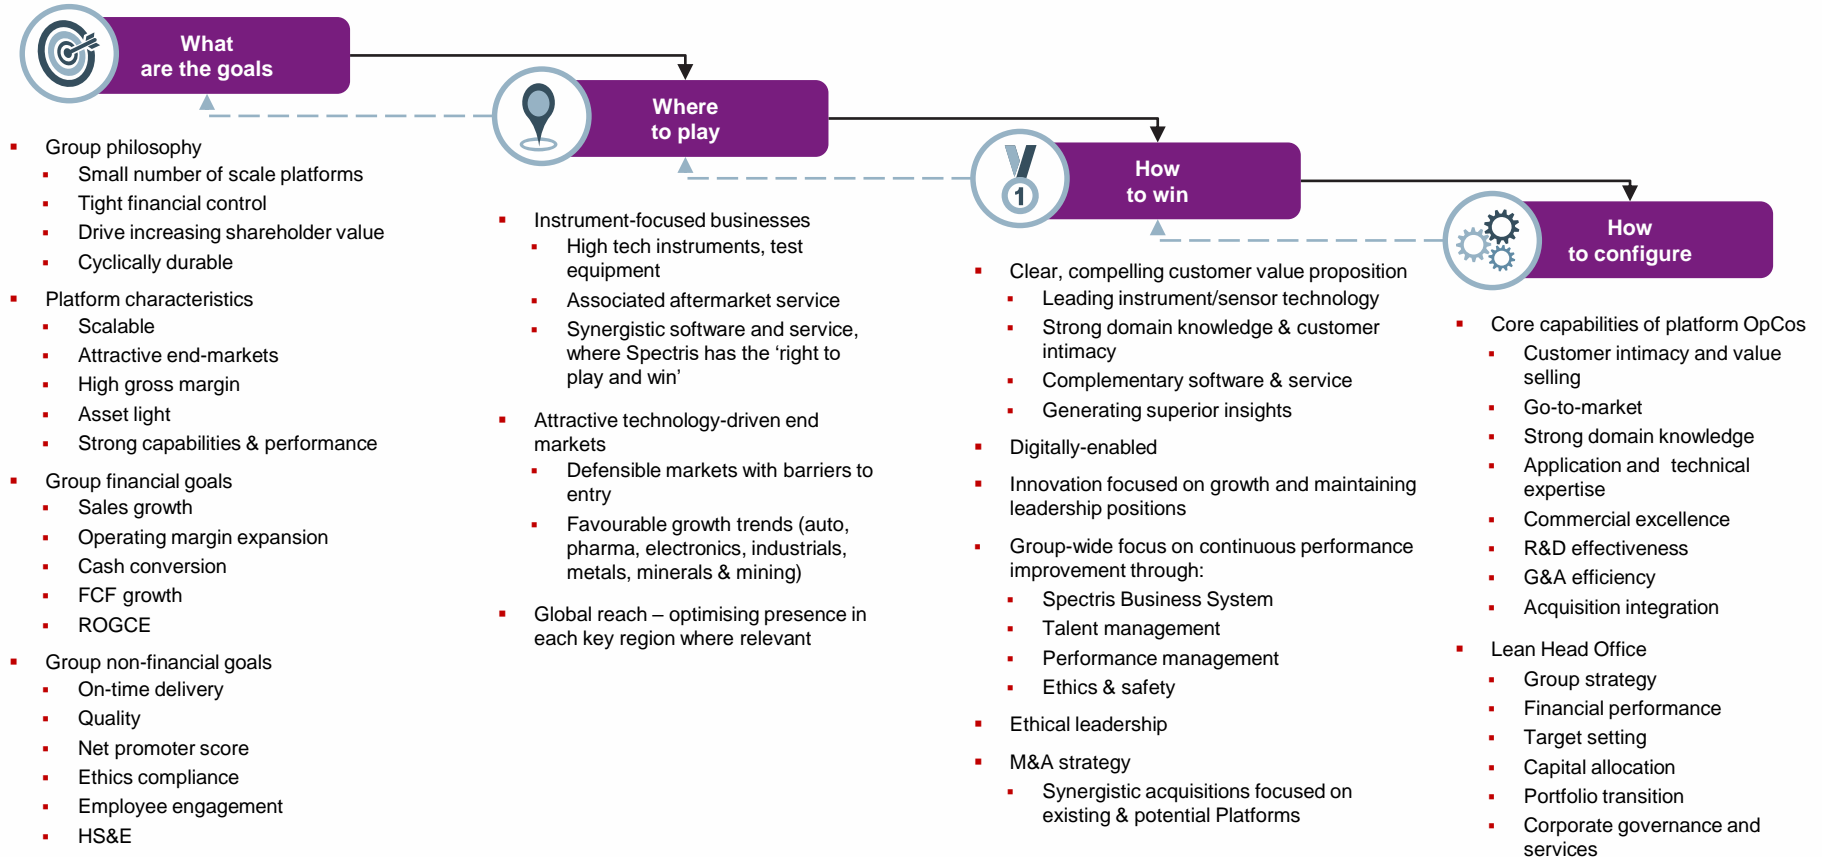 What
are the goals
Group philosophy
Small number of scale platforms
Tight financial control
Drive increasing shareholder value
Cyclically durable
Platform characteristics
Scalable
Attractive end-markets
High gross margin
Asset light
Strong capabilities & performance
Group financial goals
Sales growth
Operating margin expansion
Cash conversion
FCF growth
ROGCE
Group non-financial goals
On-time delivery
Quality
Net promoter score
Ethics compliance
Employee engagement
HS&E
Where
to play
Instrument-focused businesses
High tech instruments, test
equipment
Associated aftermarket service
Synergistic software and service,
where Spectris has the ‘right to
play and win’
Attractive technology-driven end
markets
Defensible markets with barriers to
entry
Favourable growth trends (auto,
pharma, electronics, industrials,
metals, minerals & mining)
Global reach – optimising presence in
each key region where relevant
1
How
to win
Clear, compelling customer value proposition
Leading instrument/sensor technology
Strong domain knowledge & customer
intimacy
Complementary software & service
Generating superior insights
Digitally-enabled
Innovation focused on growth and maintaining
leadership positions
Group-wide focus on continuous performance
improvement through:
Spectris Business System
Talent management
Performance management
Ethics & safety
Ethical leadership
M&A strategy
Synergistic acquisitions focused on
existing & potential Platforms
How
to configure
Core capabilities of platform OpCos
Customer intimacy and value
selling
Go-to-market
Strong domain knowledge
Application and technical
expertise
Commercial excellence
R&D effectiveness
G&A efficiency
Acquisition integration
Lean Head Office
Group strategy
Financial performance
Target setting
Capital allocation
Portfolio transition
Corporate governance and
services